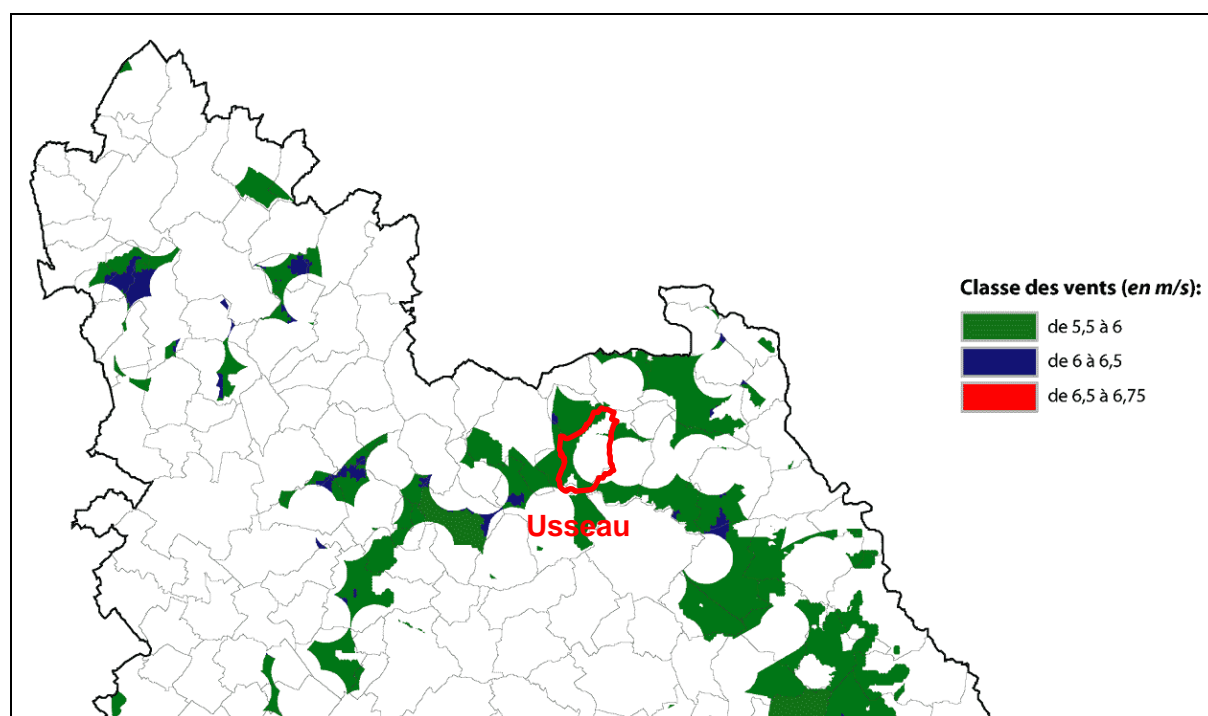 Classe des vents (en m/s):
de 5,5 à 6
de 6 à 6,5
de 6,5 à 6,75
Usseau